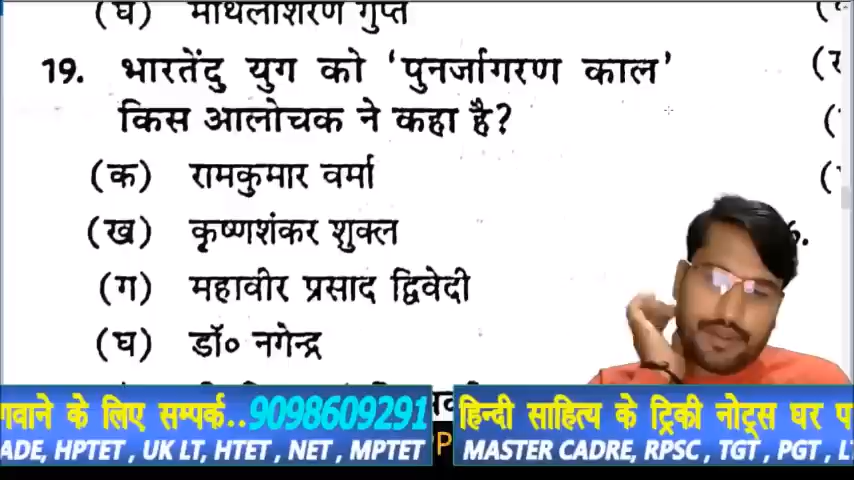 (घ) मैथिलीशरण गुप्त
19. भारतेंदु युग को 'पुनर्जागरण काल'
किस आलोचक ने कहा है?
(क) रामकुमार वर्मा
(ख) कृष्णशंकर शुक्ल
(ग) महावीर प्रसाद द्विवेदी
(घ) डॉ० नगेन्द्र
गवाने के लिए सम्पर्क..9098609291
हिन्दी साहित्य के ट्रिकी नोट्स घर प
ADE, HPTET, UK LT, HTET, NET, MPTET
MASTER CADRE, RPSC, TGT, PGT, L